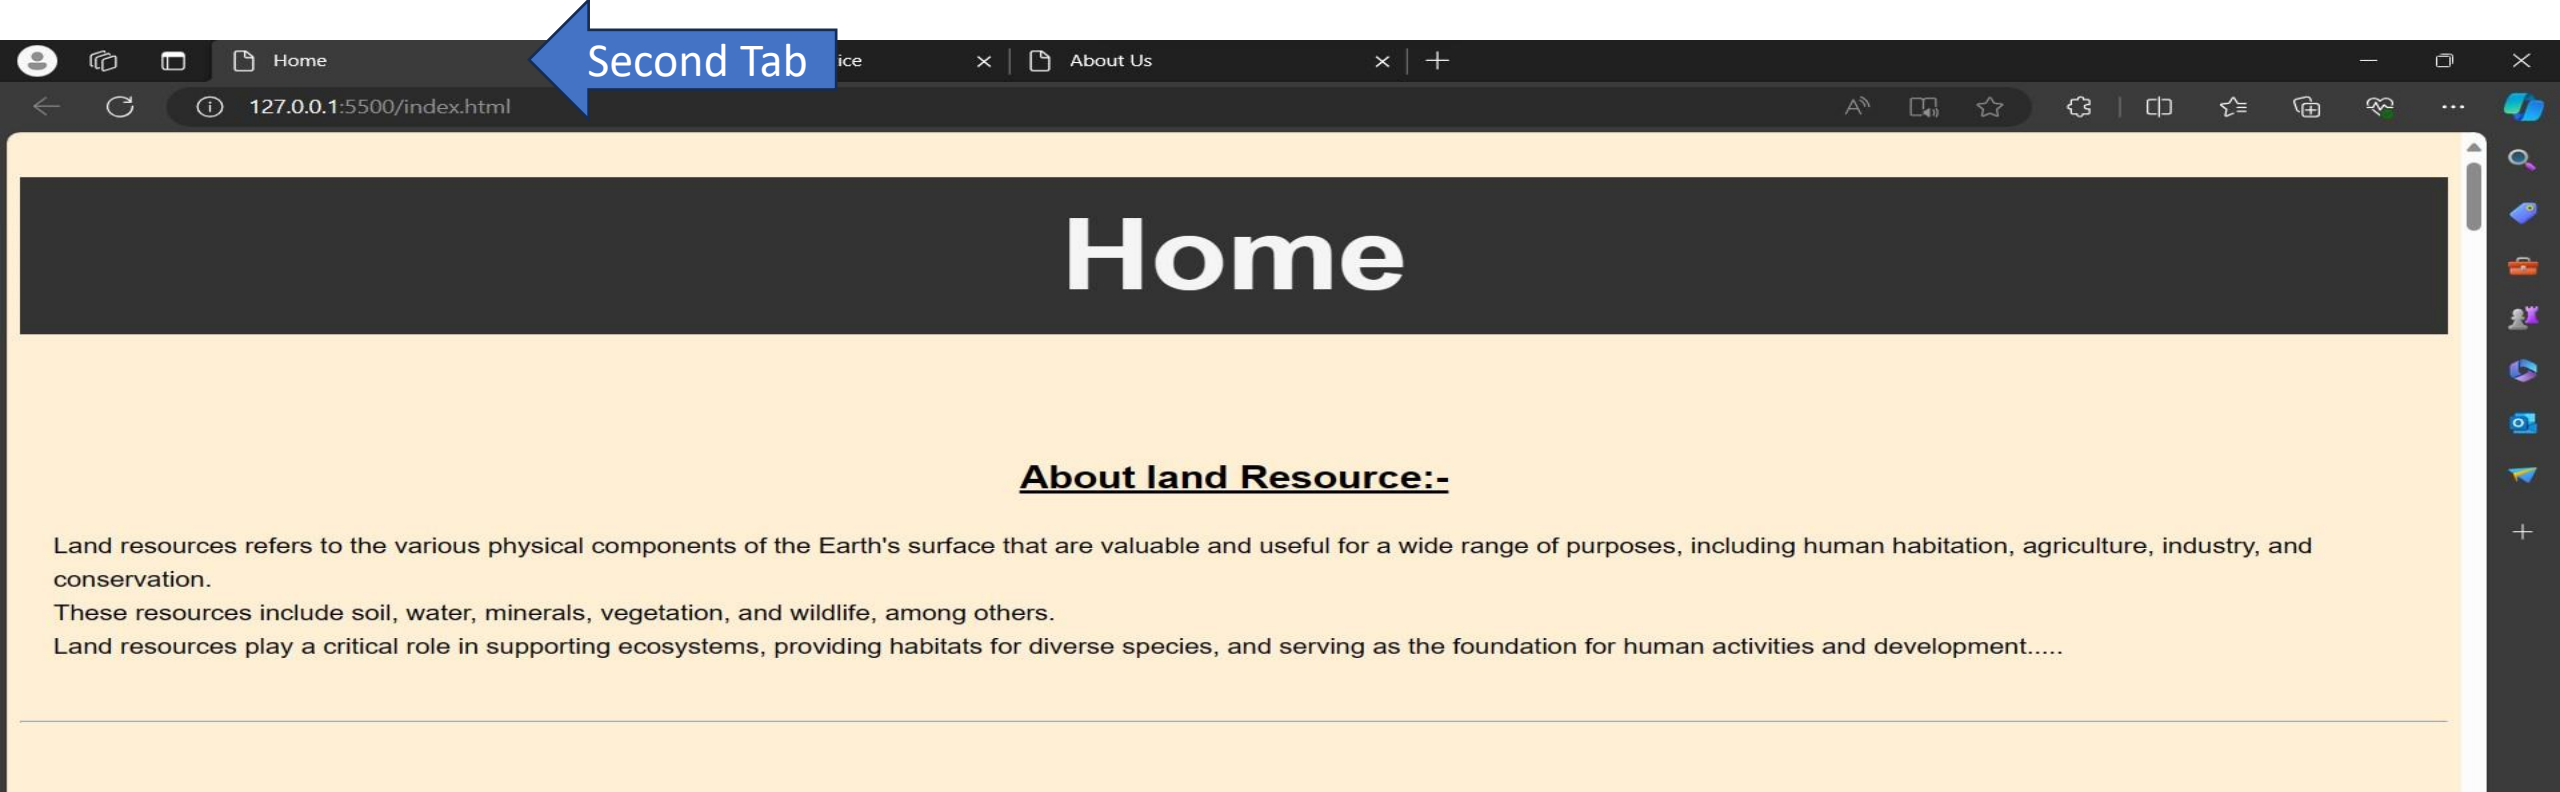 Home
Second Tab
ice
About Us
127.0.0.1:5500/index.html
Home
About land Resource:-
Land resources refers to the various physical components of the Earth's surface that are valuable and useful for a wide range of purposes, including human habitation, agriculture, industry, and
conservation.
These resources include soil, water, minerals, vegetation, and wildlife, among others.
Land resources play a critical role in supporting ecosystems, providing habitats for diverse species, and serving as the foundation for human activities and development.....